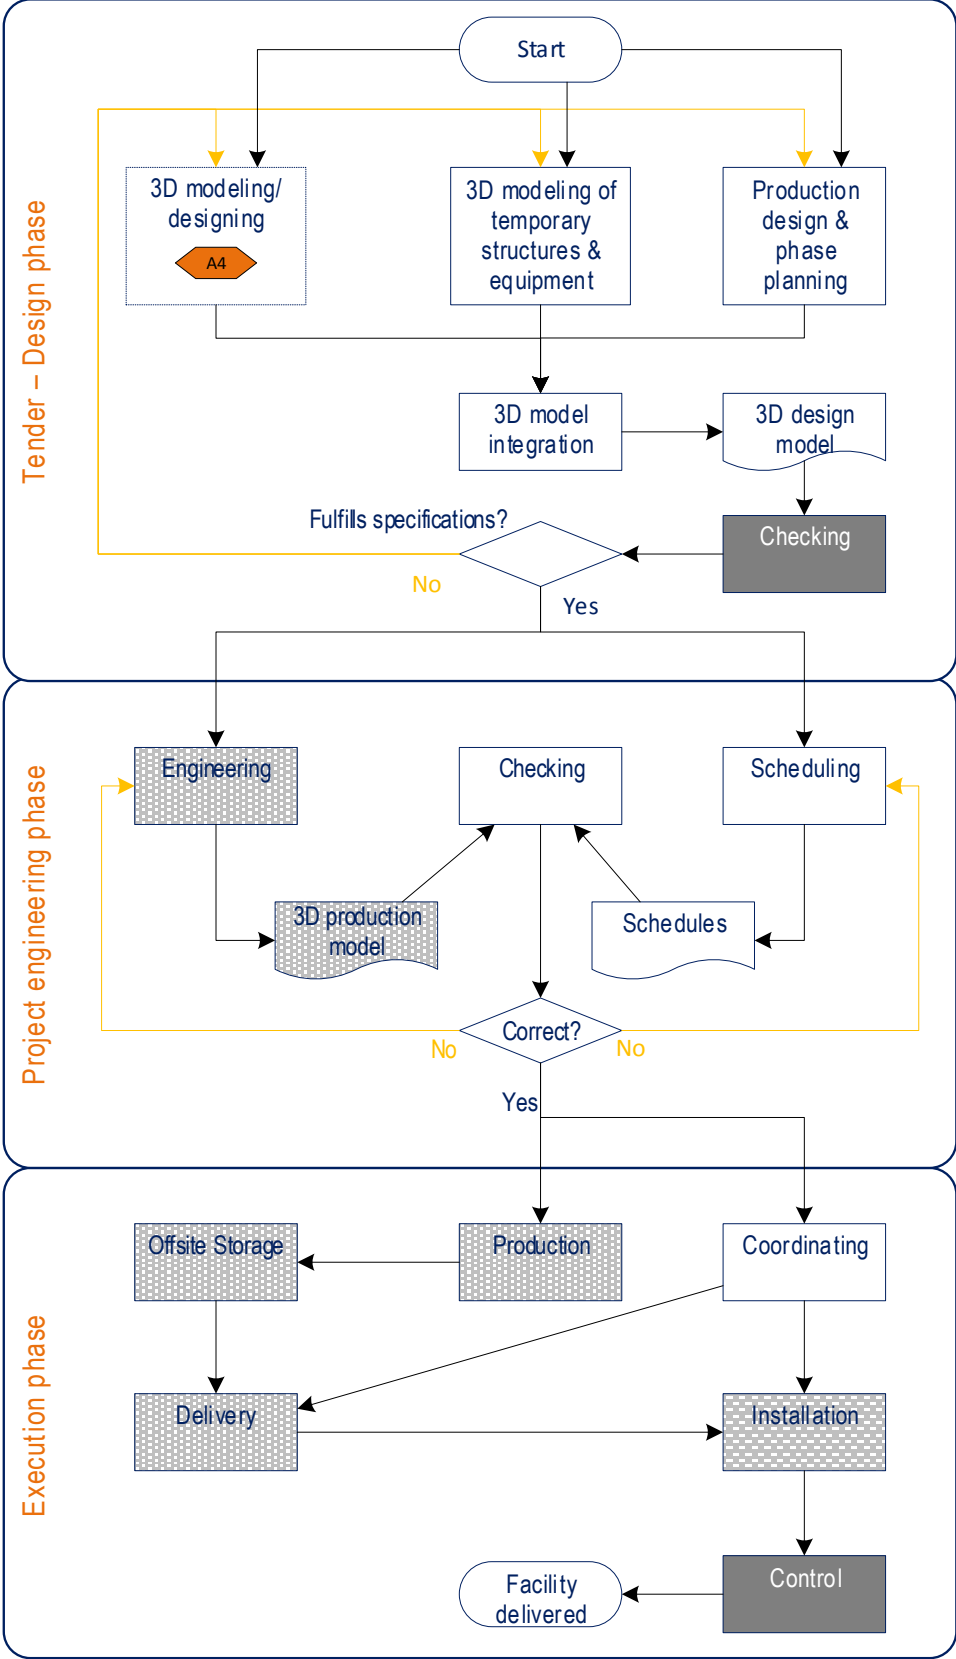 Start
Tender – Design phase
3D modeling/
designing
A4
3D modeling of
temporary
structures &
equipment
Production
design &
phase
planning
3D model
integration
3D design
model
Fulfills specifications?
Checking
No
Yes
Project engineering phase
Engineering
Checking
Scheduling
3D production
model
Schedules
Correct?
No
No
Yes
Execution phase
Offsite Storage
Production
Coordinating
Delivery
Installation
Facility
delivered
Control